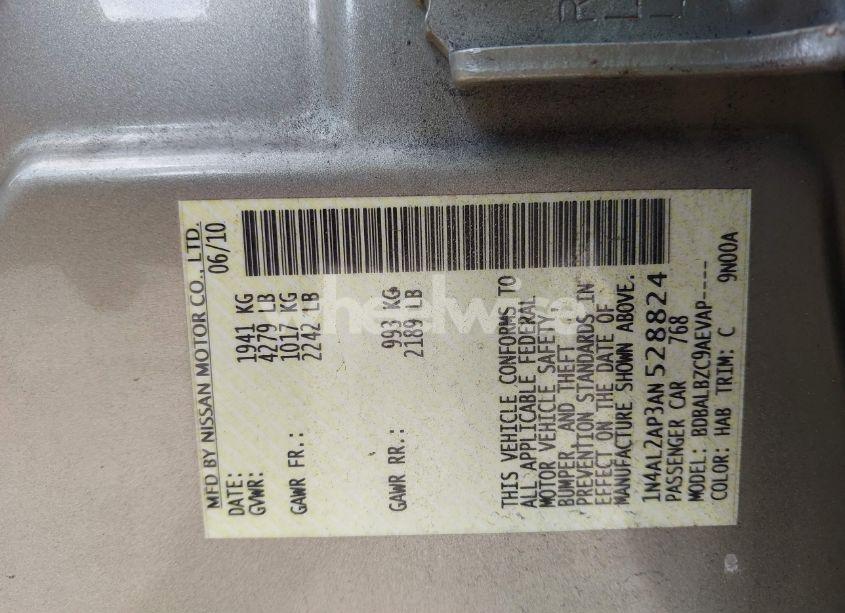 MFD BY NISSAN MOTOR CO., LTD.
DATE: 06/10
GVWR: 1941 KG
4279 LB
GAWR FR.: 1017 KG
2242 LB
GAWR RR.: 993 KG
2189 LB
THIS VEHICLE CONFORMS TO
ALL APPLICABLE FEDERAL
MOTOR VEHICLE SAFETY,
BUMPER, AND THEFT
PREVENTION STANDARDS IN
EFFECT ON THE DATE OF
MANUFACTURE SHOWN ABOVE.
1N4AL2AP3AN528824
PASSENGER CAR 768
MODEL: BDBALBZC9AEVAP----
COLOR: HAB TRIM: C 9N00A
wheelwire